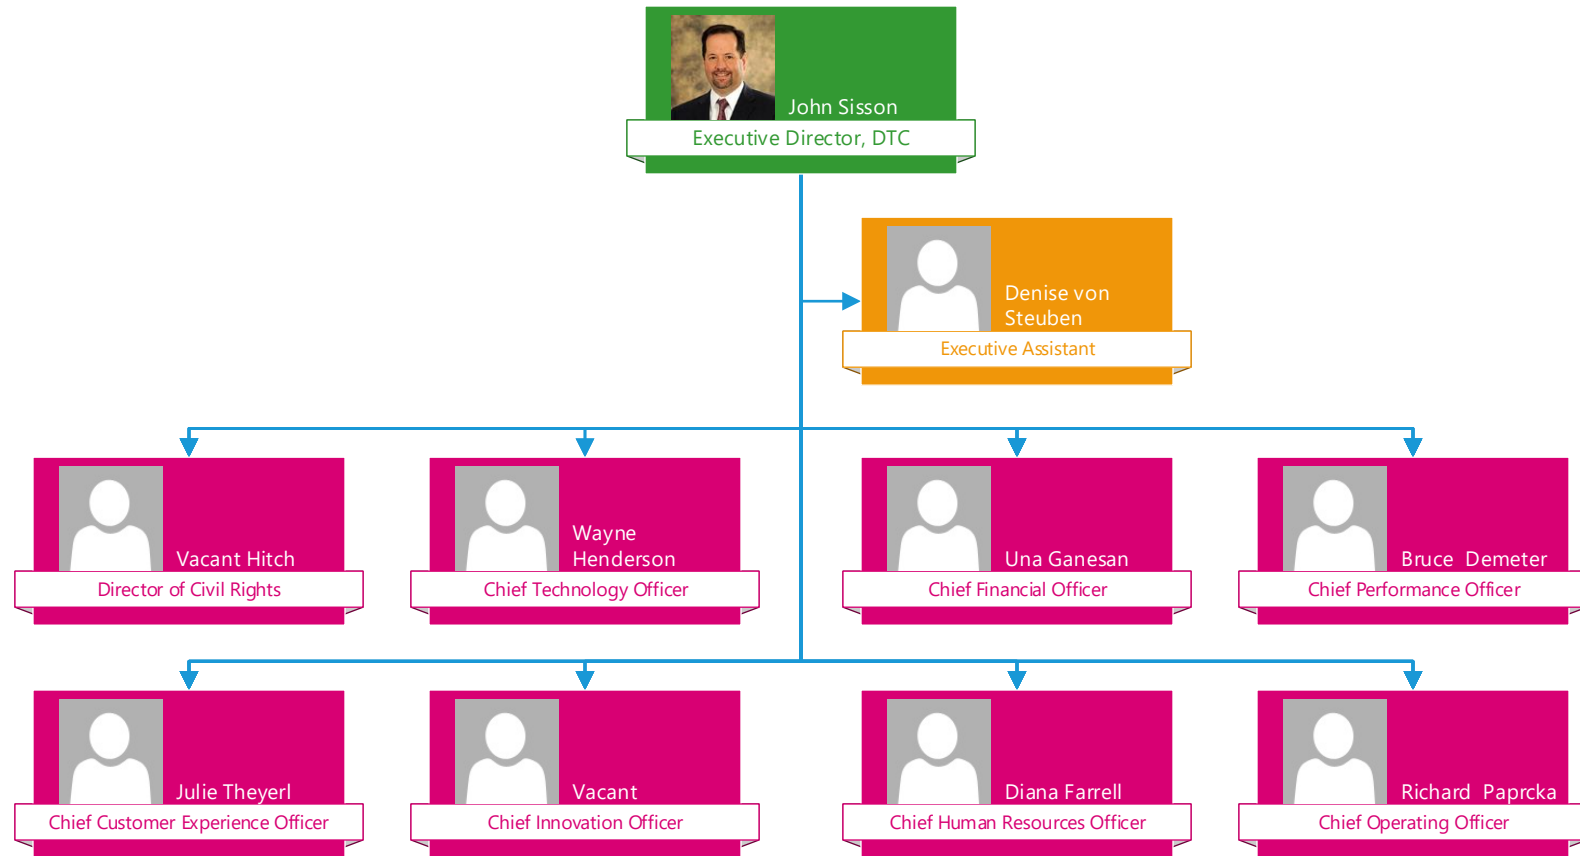 John Sisson
Executive Director, DTC
Denise von
Steuben
Executive Assistant
Vacant Hitch
Director of Civil Rights
Wayne
Henderson
Chief Technology Officer
Una Ganesan
Chief Financial Officer
Bruce Demeter
Chief Performance Officer
Julie Theyerl
Chief Customer Experience Officer
Vacant
Chief Innovation Officer
Diana Farrell
Chief Human Resources Officer
Richard Paprcka
Chief Operating Officer